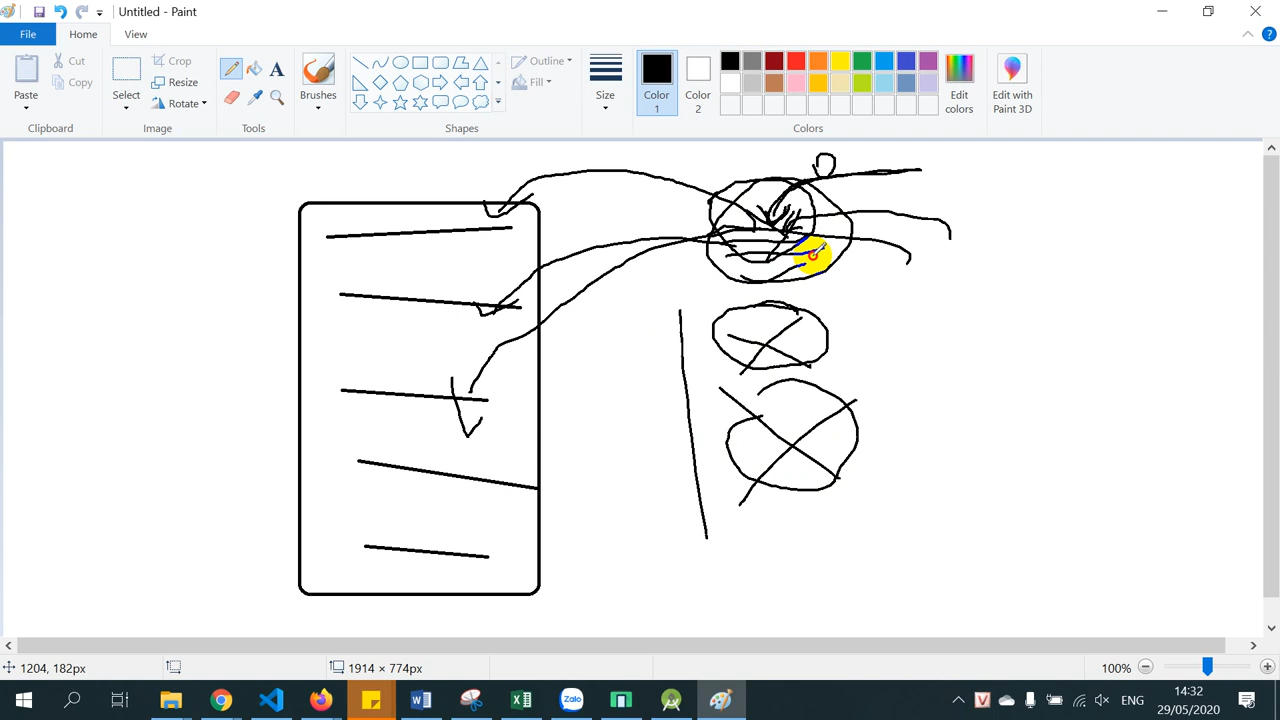 Untitled - Paint
File
Home
View
Paste
Cut
Copy
Clipboard
Select
Crop
Resize
Rotate
Image
Tools
Brushes
Outline
Fill
Shapes
Size
Color
1
Color
2
Edit
colors
Edit with
Paint 3D
Colors
1204, 182px
1914 × 774px
100%
Zalo
ENG
14:32
29/05/2020